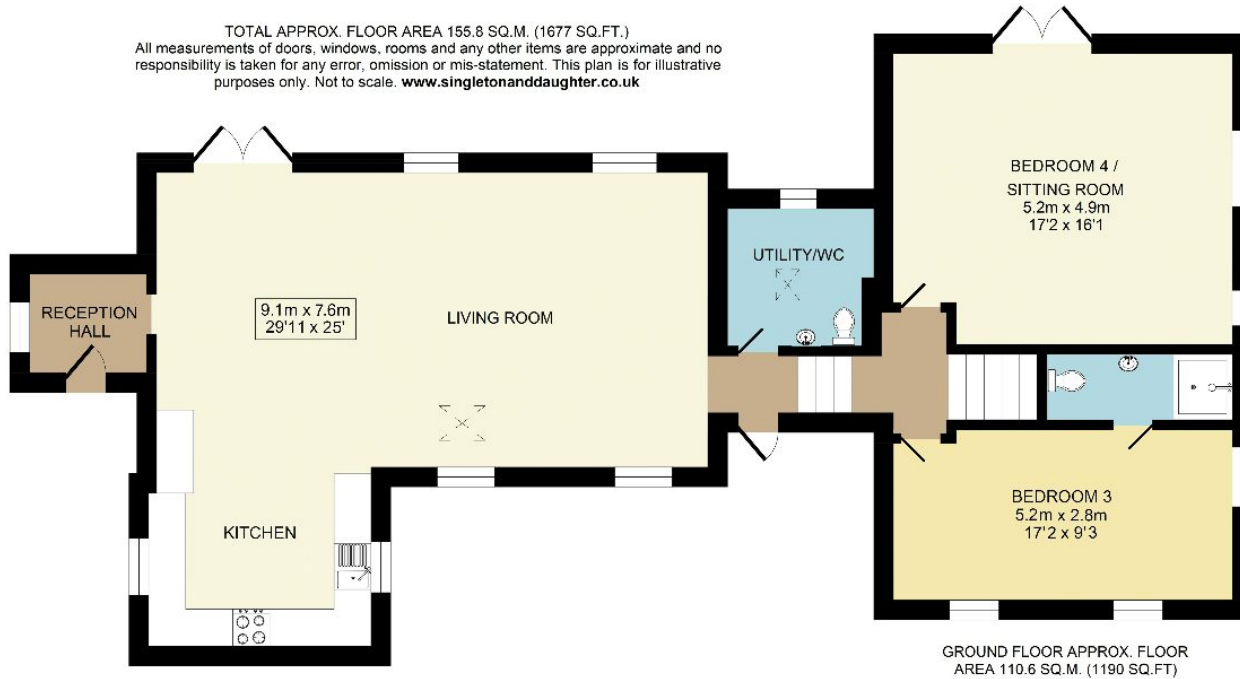 TOTAL APPROX. FLOOR AREA 155.8 SQ.M. (1677 SQ.FT.)
All measurements of doors, windows, rooms and any other items are approximate and no
responsibility is taken for any error, omission or mis-statement. This plan is for illustrative
purposes only. Not to scale. www.singletonanddaughter.co.uk
BEDROOM 4 /
SITTING ROOM
5.2m x 4.9m
17'2 x 16'1
UTILITY/WC
RECEPTION
HALL
9.1m x 7.6m
29'11 x 25'
LIVING ROOM
KITCHEN
BEDROOM 3
5.2m x 2.8m
17'2 x 9'3
GROUND FLOOR APPROX. FLOOR
AREA 110.6 SQ.M. (1190 SQ.FT)